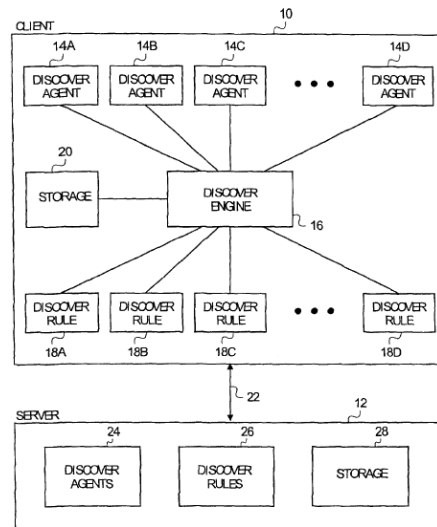 CLIENT
10
14A
14B
14C
14D
DISCOVER
AGENT
DISCOVER
AGENT
DISCOVER
AGENT
DISCOVER
AGENT
20
STORAGE
DISCOVER
ENGINE
16
DISCOVER
RULE
DISCOVER
RULE
DISCOVER
RULE
DISCOVER
RULE
18A
18B
18C
18D
22
SERVER
12
24
26
28
DISCOVER
AGENTS
DISCOVER
RULES
STORAGE